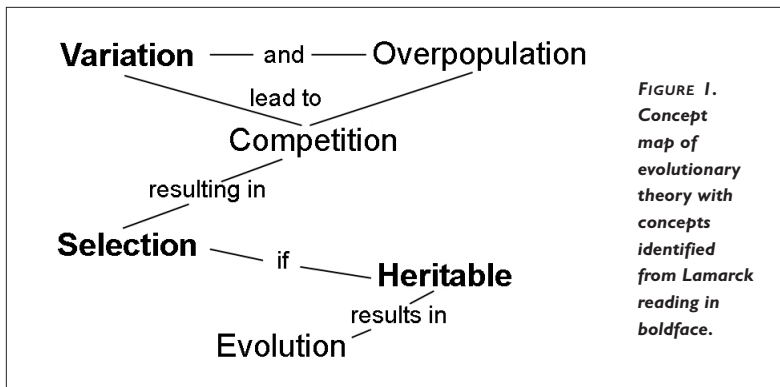 Variation and Overpopulation
lead to
Competition
resulting in
Selection
if
Heritable
results in
Evolution
FIGURE 1.
Concept
map of
evolutionary
theory with
concepts
identified
from Lamarck
reading in
boldface.